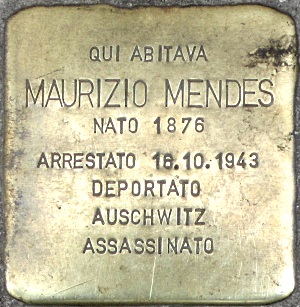 QUI ABITAVA
MAURIZIO MENDES
NATO 1876
ARRESTATO 16.10.1943
DEPORTATO
AUSCHWITZ
ASSASSINATO